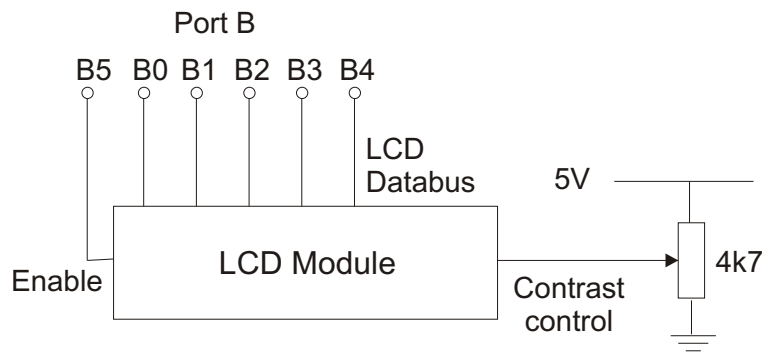 Port B
B5 B0 B1 B2 B3 B4
LCD
Databus
5V
LCD Module
4k7
Enable
Contrast
control